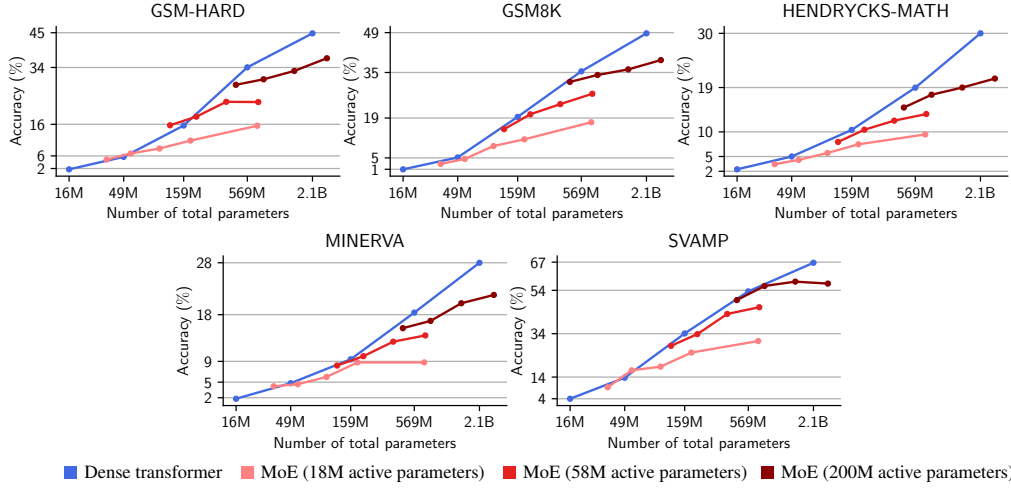 GSM-HARD
Accuracy (%)
45
34
16
6
2
16M 49M 159M 569M 2.1B
Number of total parameters
GSM8K
Accuracy (%)
49
35
19
5
1
16M 49M 159M 569M 2.1B
Number of total parameters
HENDRYCKS-MATH
Accuracy (%)
30
19
10
5
2
16M 49M 159M 569M 2.1B
Number of total parameters
MINERVA
Accuracy (%)
28
18
9
5
2
16M 49M 159M 569M 2.1B
Number of total parameters
SVAMP
Accuracy (%)
67
54
34
14
4
16M 49M 159M 569M 2.1B
Number of total parameters
Dense transformer MoE (18M active parameters) MoE (58M active parameters) MoE (200M active parameters)